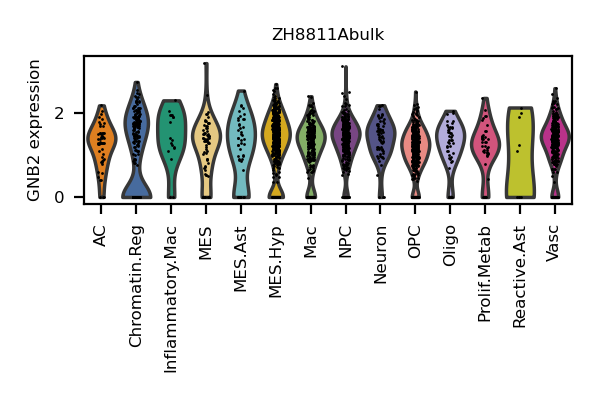 ZH8811Abulk
GNB2 expression
2
0
AC
Chromatin.Reg
Inflammatory.Mac
MES
MES.Ast
MES.Hyp
Mac
NPC
Neuron
OPC
Oligo
Prolif.Metab
Reactive.Ast
Vasc